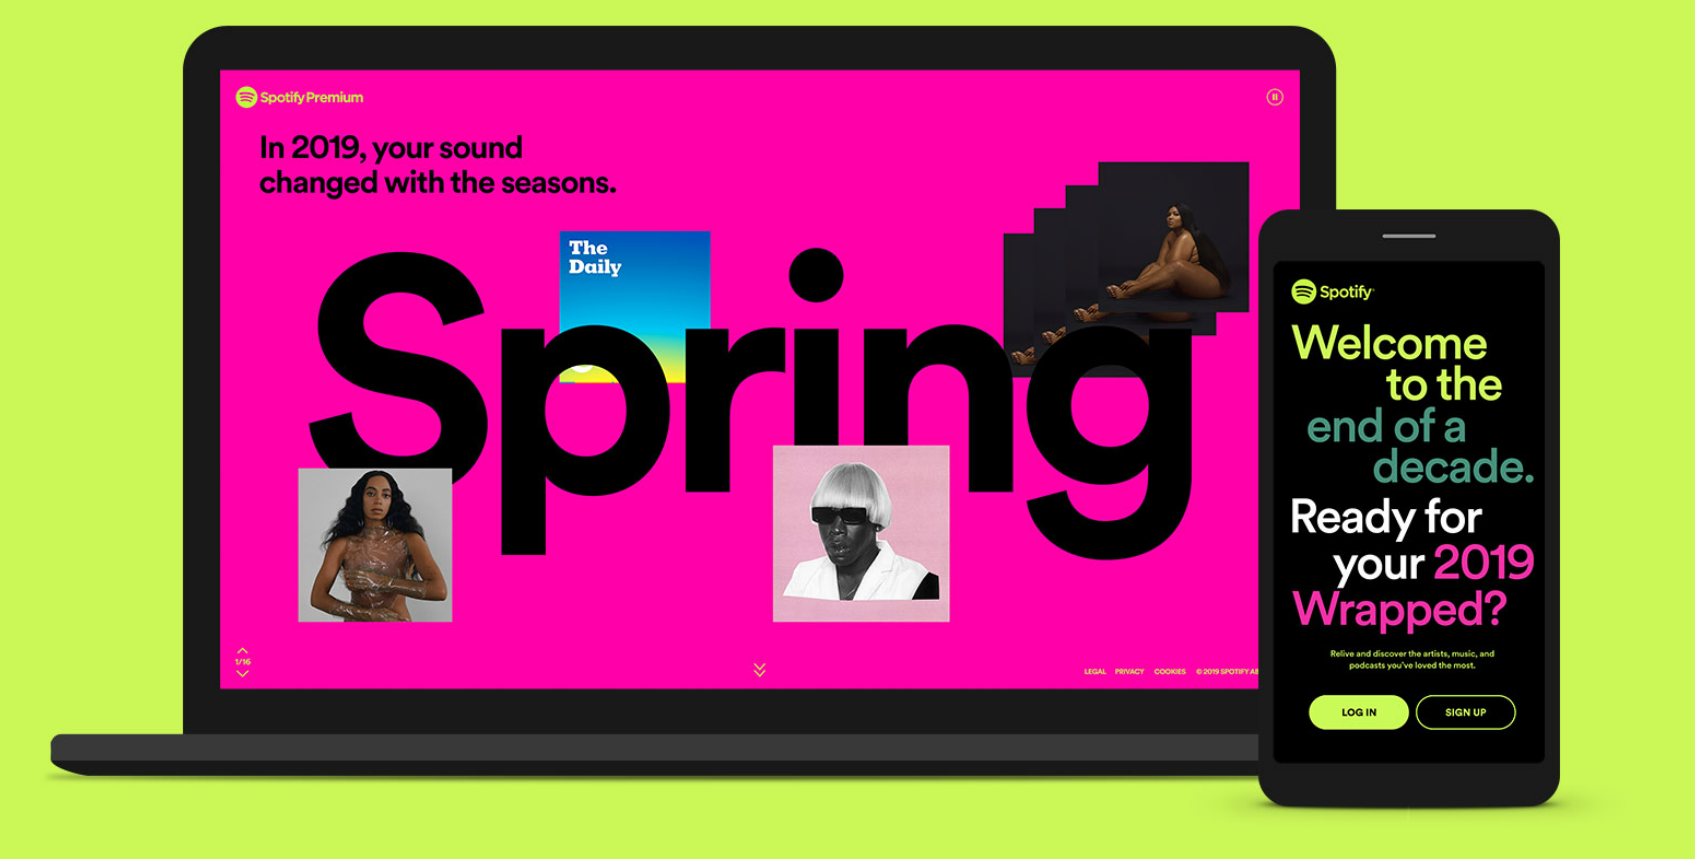 Spotify Premium
In 2019, your sound
changed with the seasons.
The
Daily
Spring
1/16
LEGAL PRIVACY COOKIES © 2019 SPOTIFY AB
Spotify
Welcome
to the
end of a
decade.
Ready for
your 2019
Wrapped?
Relive and discover the artists, music, and
podcasts you've loved the most.
LOG IN
SIGN UP